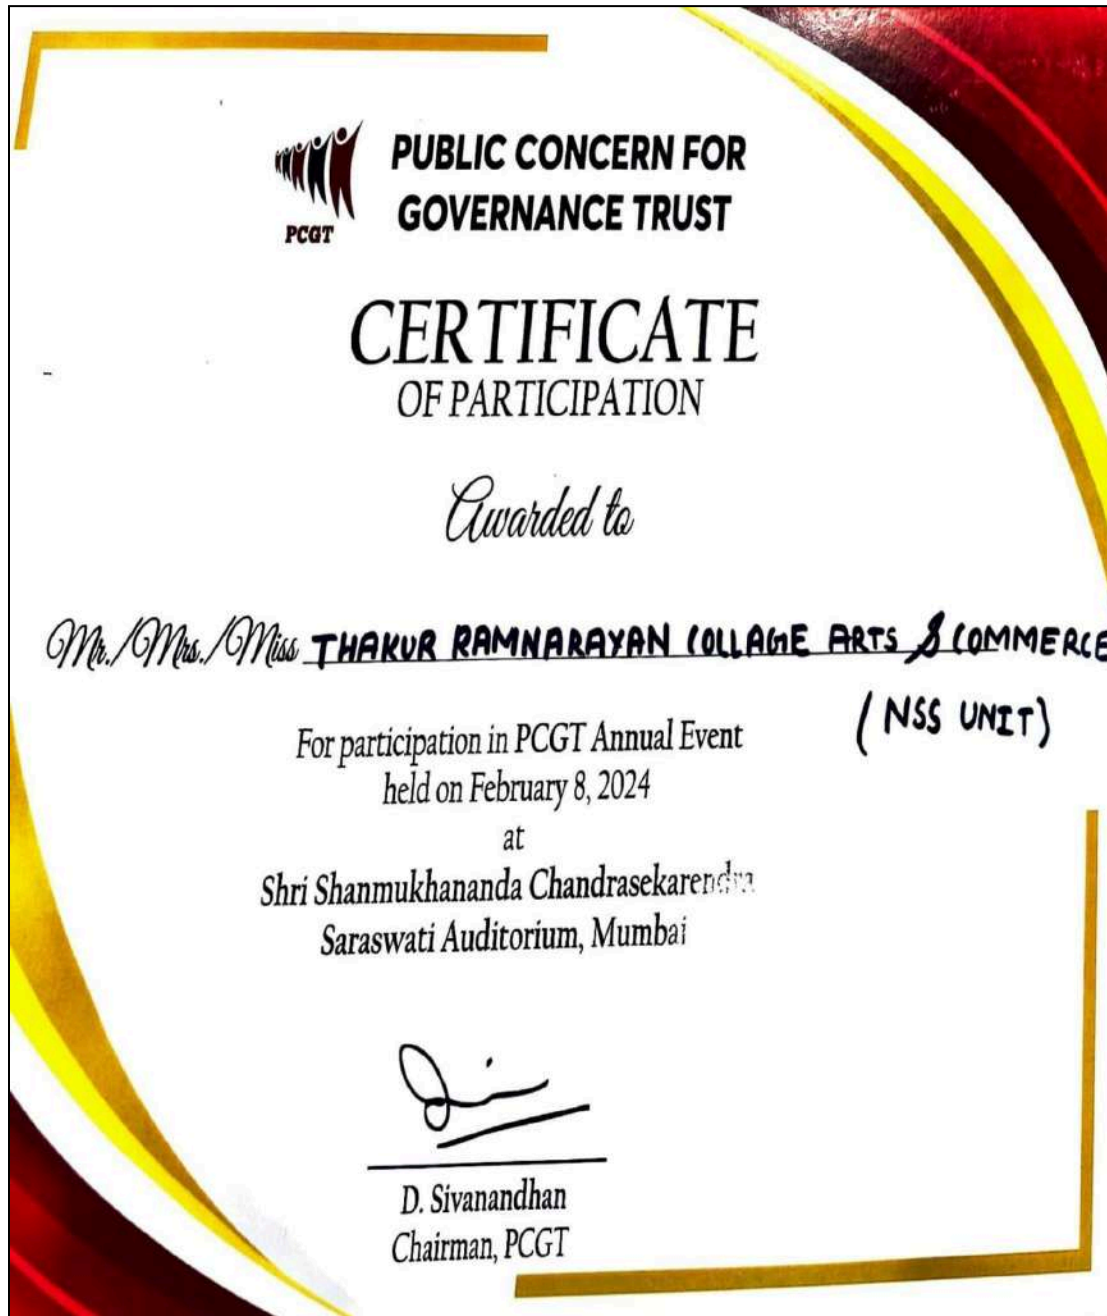 PCGT
PUBLIC CONCERN FOR
GOVERNANCE TRUST
CERTIFICATE
OF PARTICIPATION
Awarded to
Mr./Mrs./Miss THAKUR RAMNARAYAN COLLAGE ARTS & COMMERCE
(NSS UNIT)
For participation in PCGT Annual Event
held on February 8, 2024
at
Shri Shanmukhananda Chandrasekarendra
Saraswati Auditorium, Mumbai
D. Sivanandhan
Chairman, PCGT